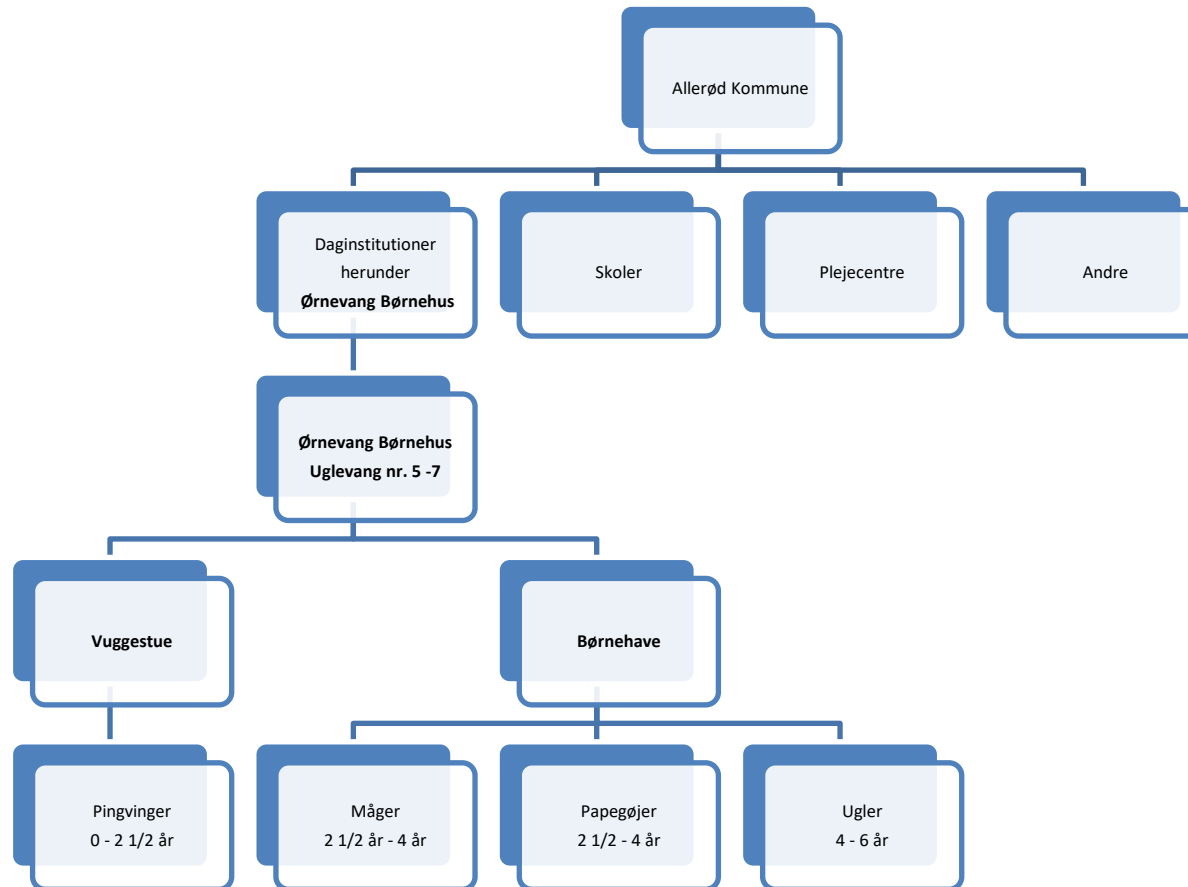 Allerød Kommune
Daginstitutioner
herunder
Ørnevang Børnehus
Skoler
Plejecentre
Andre
Ørnevang Børnehus
Uglevang nr. 5 -7
Vuggestue
Børnehave
Pingvinger
0 - 2 1/2 år
Måger
2 1/2 år - 4 år
Papegøjer
2 1/2 - 4 år
Ugler
4 - 6 år